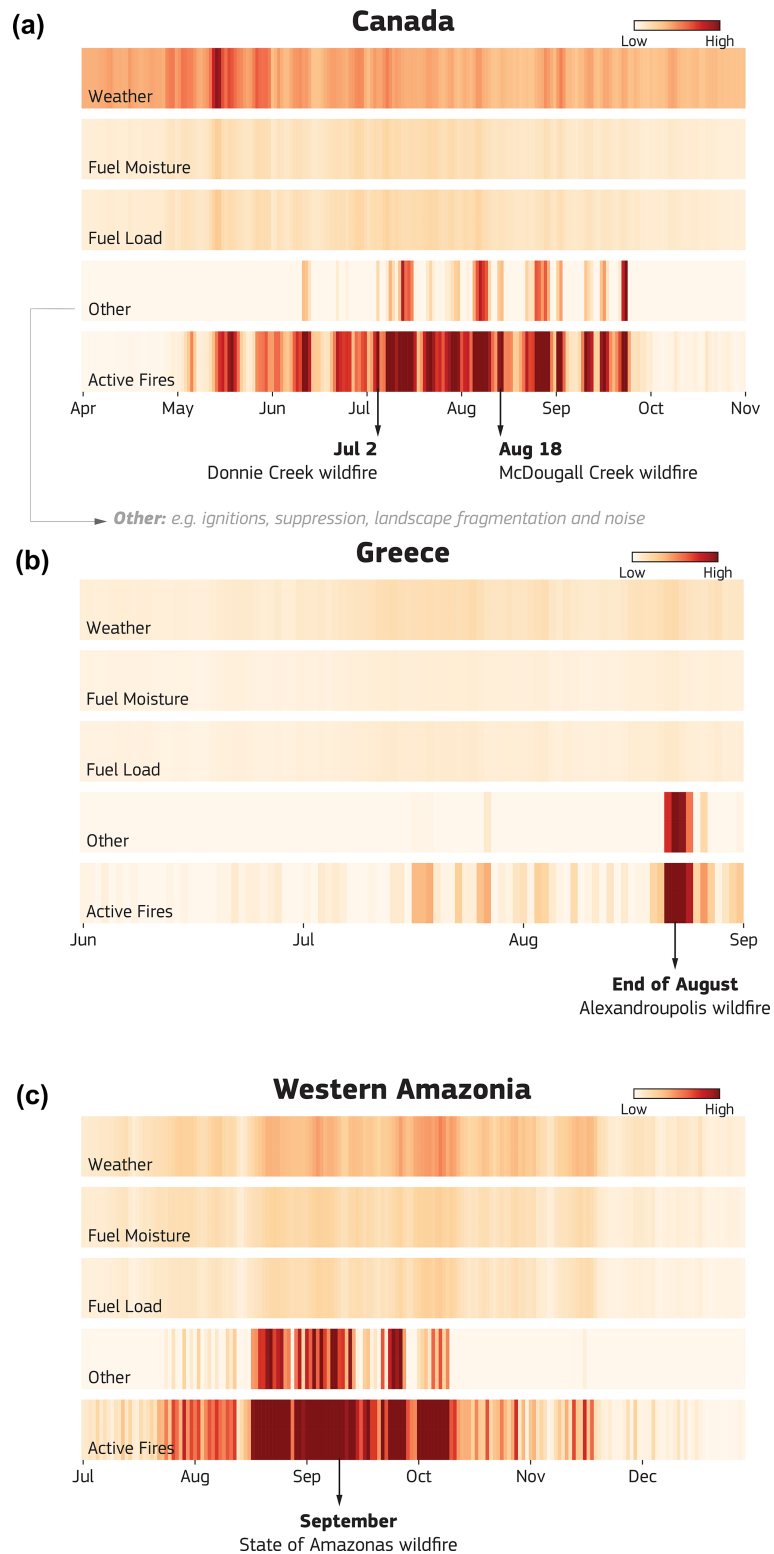 (a)
Canada
Low High
Weather
Fuel Moisture
Fuel Load
Other
Active Fires
Apr May Jun Jul Aug Sep Oct Nov
Jul 2 Aug 18
Donnie Creek wildfire McDougall Creek wildfire
Other: e.g. ignitions, suppression, landscape fragmentation and noise
(b)
Greece
Low High
Weather
Fuel Moisture
Fuel Load
Other
Active Fires
Jun Jul Aug Sep
End of August
Alexandroupolis wildfire
(c)
Western Amazonia
Low High
Weather
Fuel Moisture
Fuel Load
Other
Active Fires
Jul Aug Sep Oct Nov Dec
September
State of Amazonas wildfire